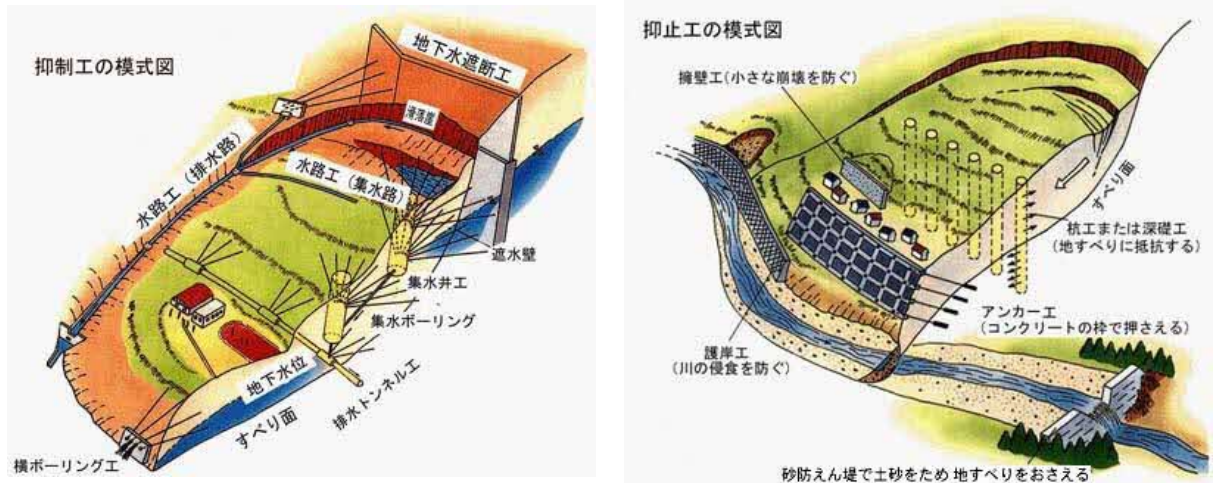 抑制工の模式図
地下水遮断工
滑落崖
水路工（排水路）
水路工（集水路）
遮水壁
集水井工
集水ボーリング
地下水位
すべり面
排水トンネル工
横ボーリング工
抑止工の模式図
擁壁工(小さな崩壊を防ぐ)
すべり面
杭工または深礎工
(地すべりに抵抗する)
アンカー工
(コンクリートの枠で押さえる)
護岸工
(川の侵食を防ぐ)
砂防えん堤で土砂をため 地すべりをおさえる